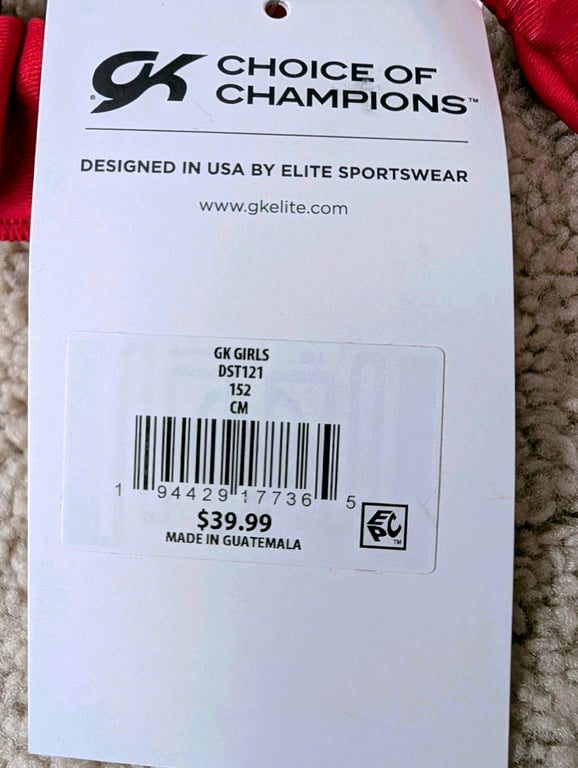 GK CHOICE OF
CHAMPIONS™
DESIGNED IN USA BY ELITE SPORTSWEAR
www.gkelite.com
GK GIRLS
DST121
152
CM
1 94429 17736 5
$39.99
EPC™
MADE IN GUATEMALA